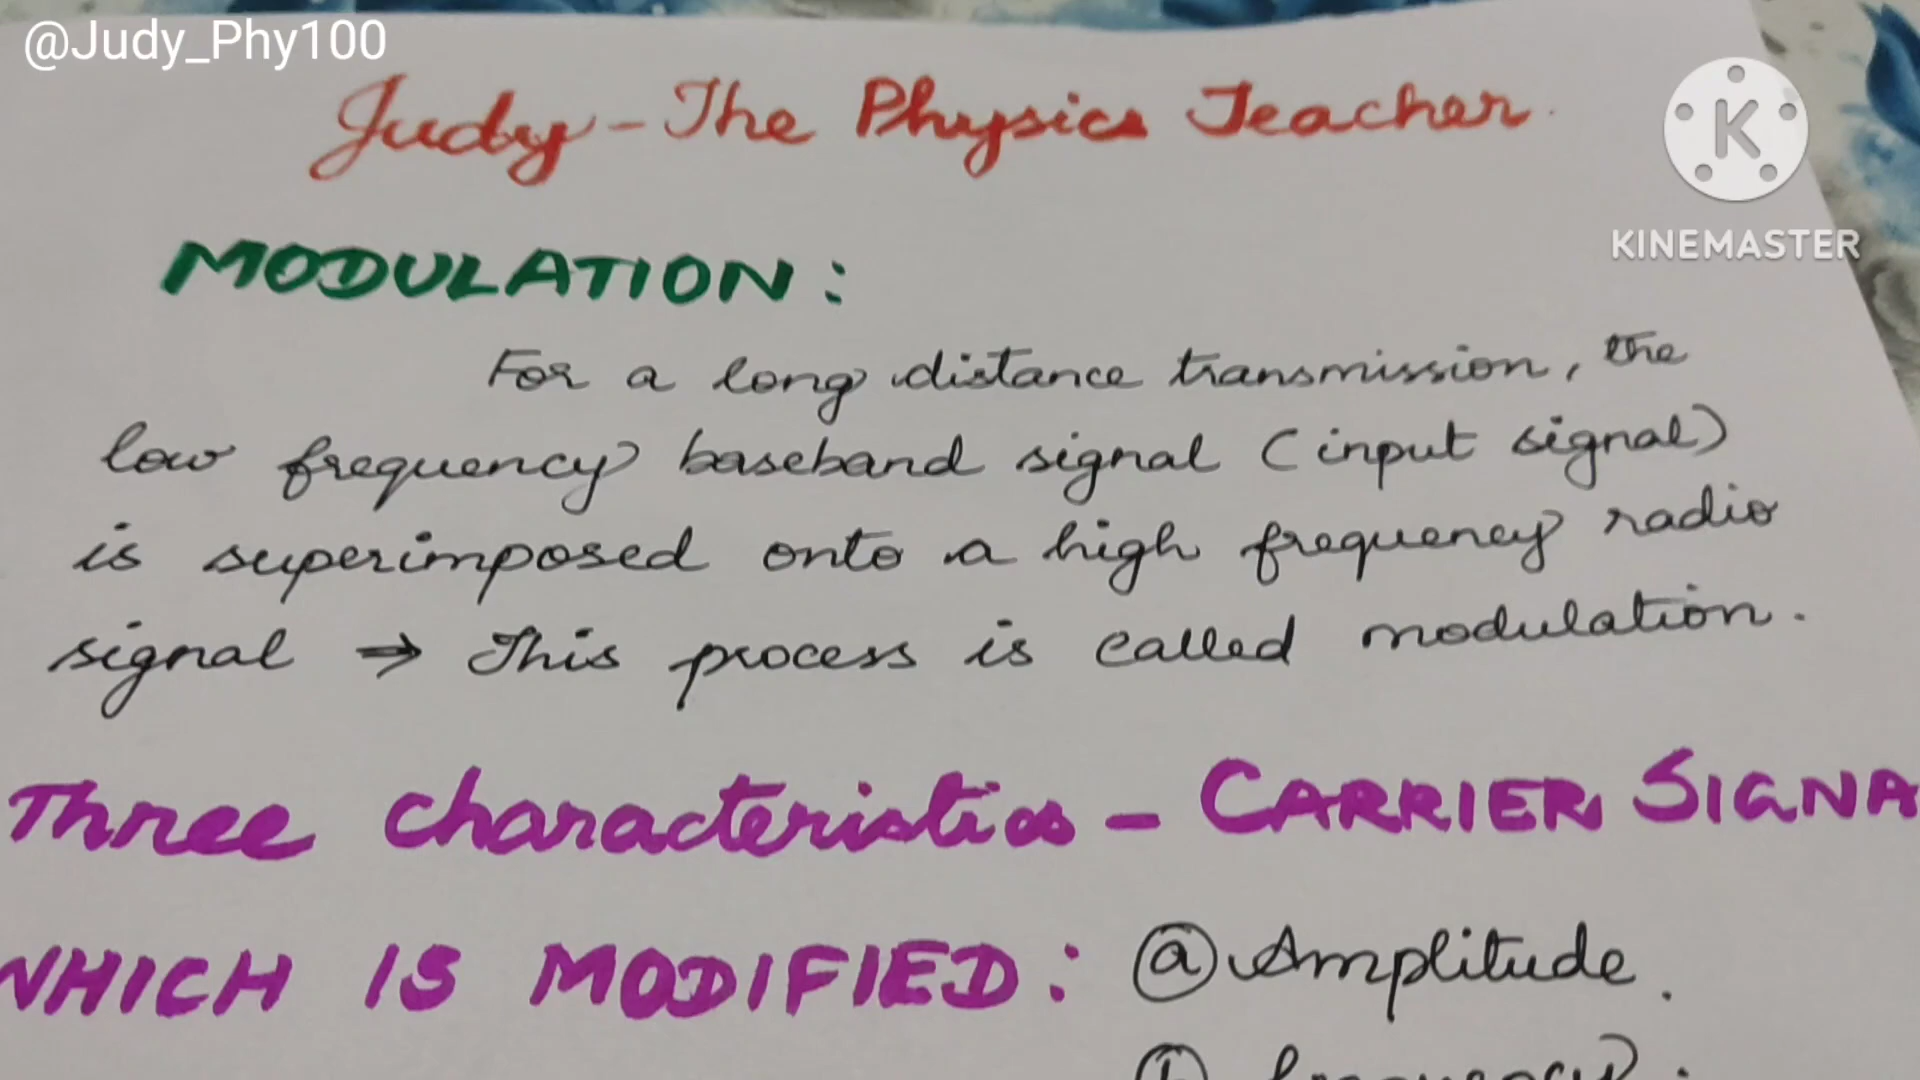 @Judy_Phy100
Judy - The Physics Teacher.
KINEMASTER
MODULATION:
For a long distance transmission, the
low frequency baseband signal (input signal)
is superimposed onto a high frequency radio
signal → This process is called modulation.
Three characteristics - CARRIER SIGNA
WHICH IS MODIFIED: ⓐ Amplitude.
ⓑ frequency.